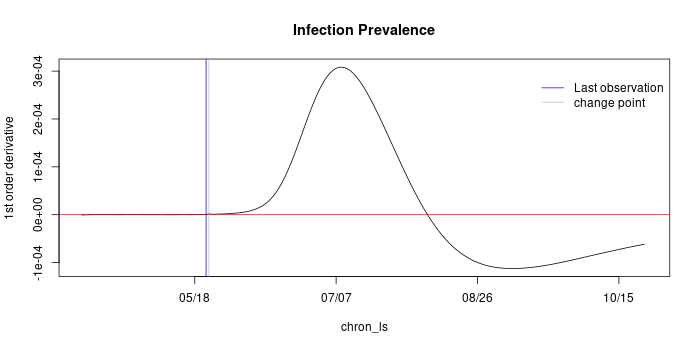 Infection Prevalence
1st order derivative
3e-04
2e-04
1e-04
0e+00
-1e-04
Last observation
change point
05/18
07/07
08/26
10/15
chron_ls